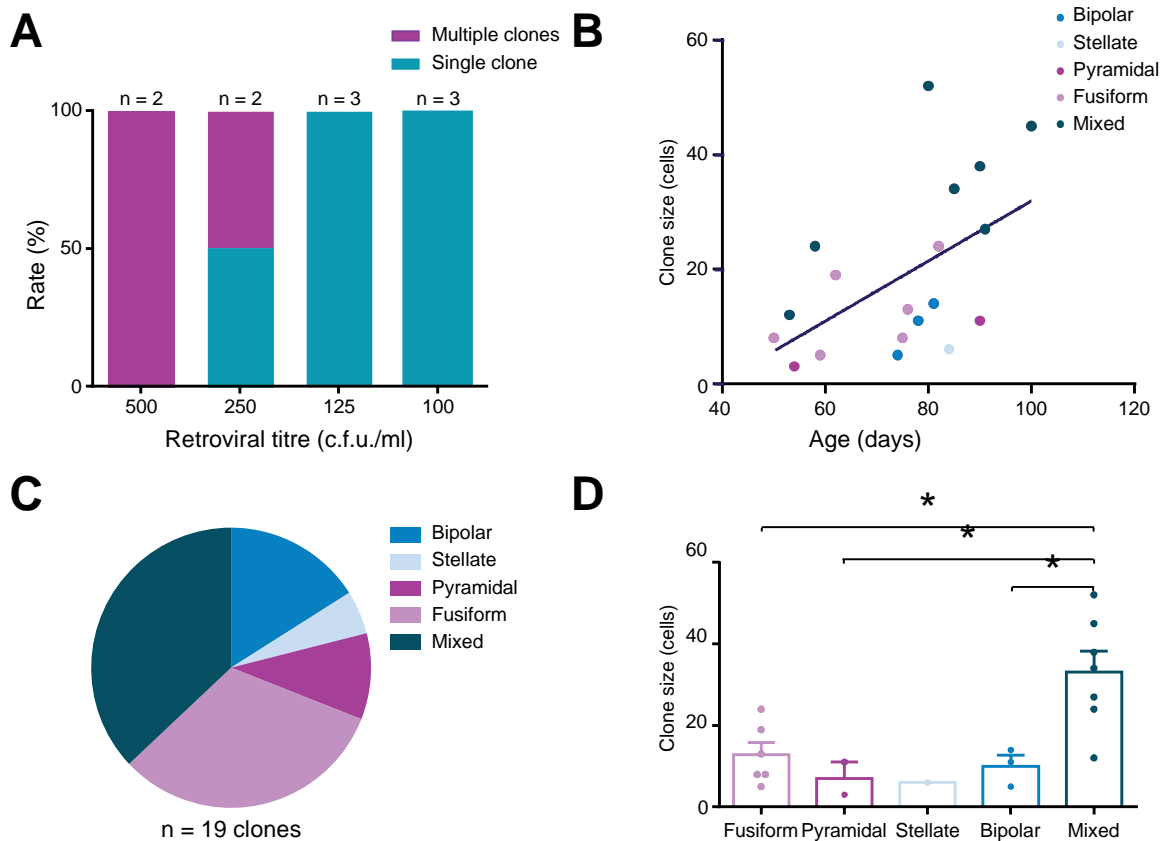 A
Multiple clones
Single clone
n = 2
n = 2
n = 3
n = 3
100
50
0
Rate (%)
500
250
125
100
Retroviral titre (c.f.u./ml)
B
Bipolar
Stellate
Pyramidal
Fusiform
Mixed
60
40
20
0
Clone size (cells)
40
60
80
100
120
Age (days)
C
Bipolar
Stellate
Pyramidal
Fusiform
Mixed
n = 19 clones
D
*
*
*
60
40
20
0
Clone size (cells)
Fusiform
Pyramidal
Stellate
Bipolar
Mixed